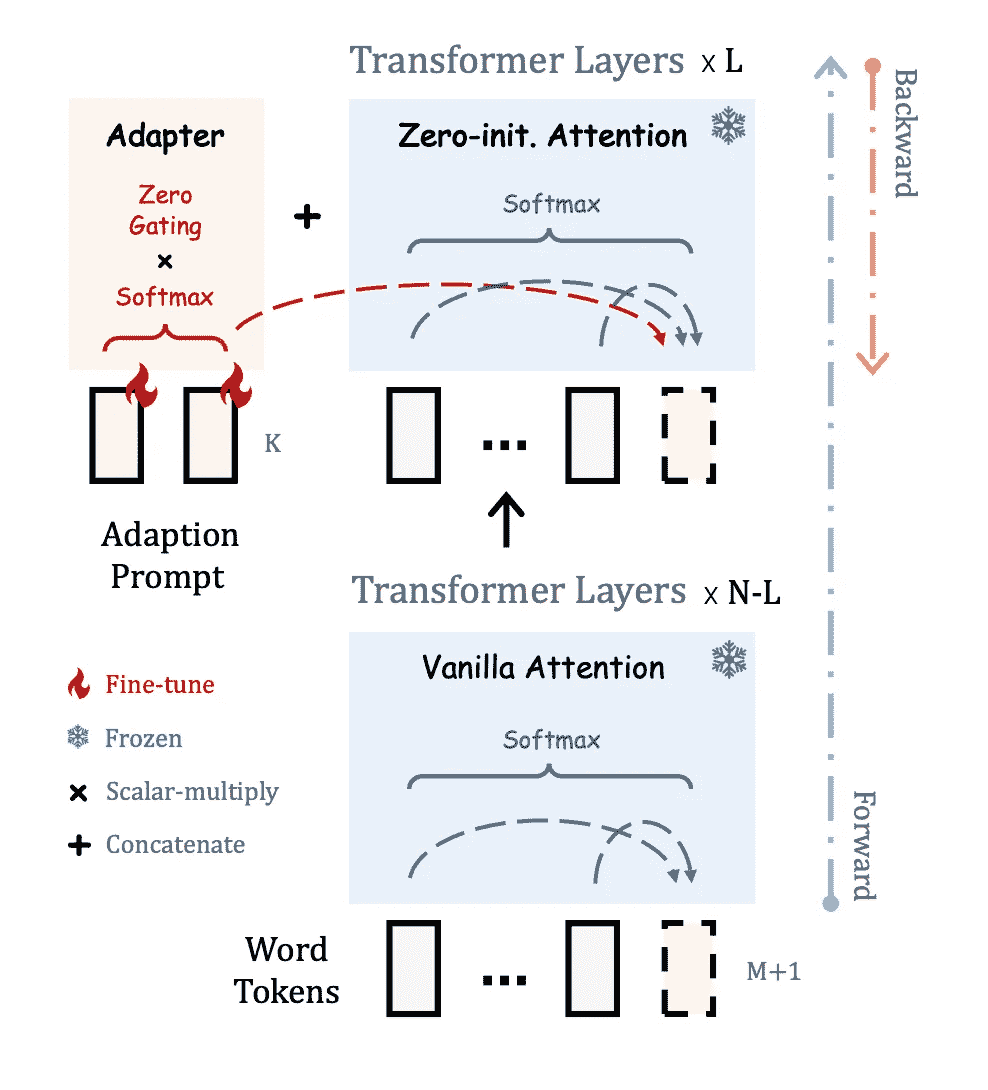 Transformer Layers x L
Backward
Adapter
Zero-init. Attention
Zero
Gating
×
Softmax
+
Softmax
K
...
Adaption
Prompt
Transformer Layers x N-L
Vanilla Attention
Softmax
Fine-tune
Frozen
× Scalar-multiply
+ Concatenate
Forward
Word
Tokens
...
M+1